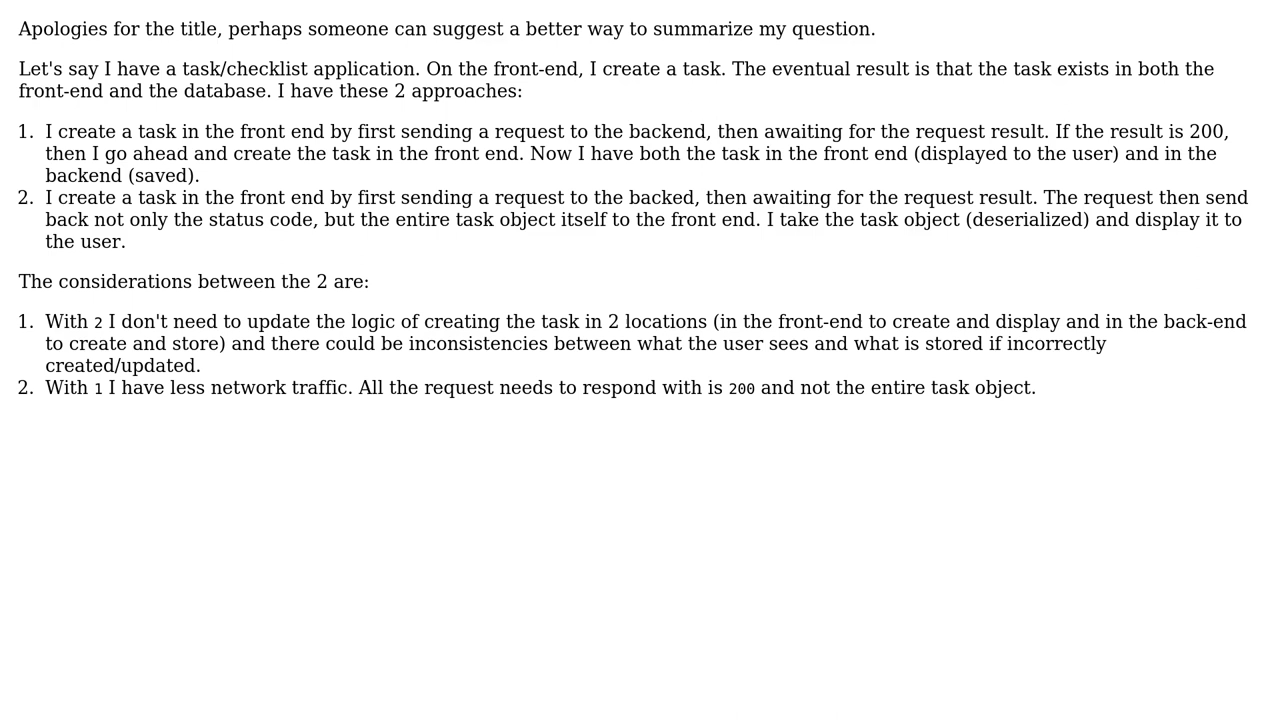 Apologies for the title, perhaps someone can suggest a better way to summarize my question.
Let's say I have a task/checklist application. On the front-end, I create a task. The eventual result is that the task exists in both the
front-end and the database. I have these 2 approaches:
1. I create a task in the front end by first sending a request to the backend, then awaiting for the request result. If the result is 200,
then I go ahead and create the task in the front end. Now I have both the task in the front end (displayed to the user) and in the
backend (saved).
2. I create a task in the front end by first sending a request to the backed, then awaiting for the request result. The request then send
back not only the status code, but the entire task object itself to the front end. I take the task object (deserialized) and display it to
the user.
The considerations between the 2 are:
1. With 2 I don't need to update the logic of creating the task in 2 locations (in the front-end to create and display and in the back-end
to create and store) and there could be inconsistencies between what the user sees and what is stored if incorrectly
created/updated.
2. With 1 I have less network traffic. All the request needs to respond with is 200 and not the entire task object.